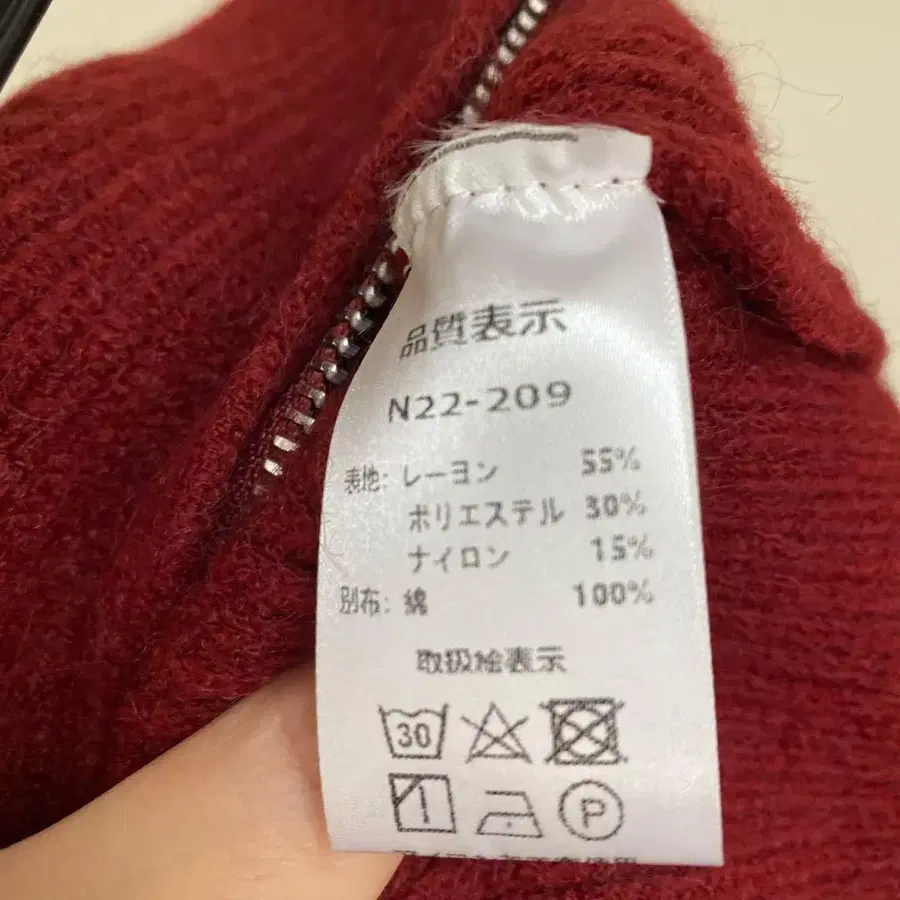 品質表示
N22-209
表地: レーヨン 55%
ポリエステル 30%
ナイロン 15%
別布: 綿 100%
取扱絵表示
30
P